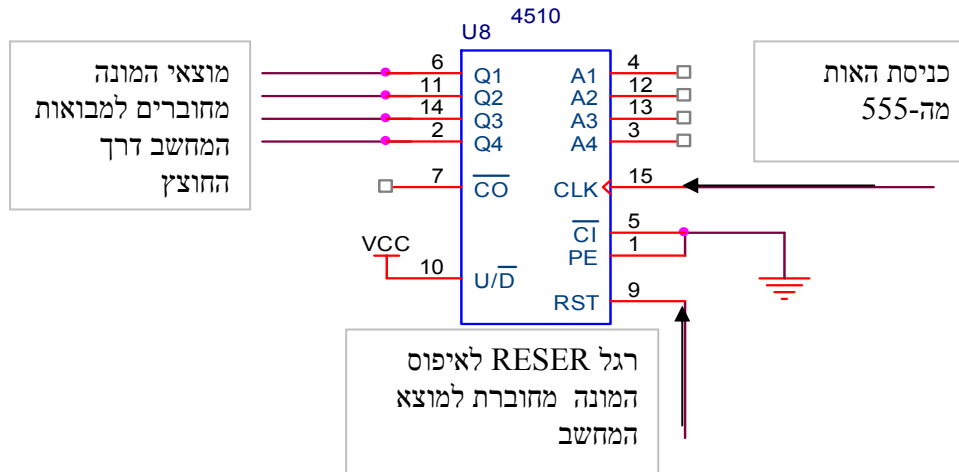 4510
U8
מוצאי המונה
מחוברים למבואות
המחשב דרך
החוצץ
כניסת האות
מה-555
6 Q1 A1 4
11 Q2 A2 12
14 Q3 A3 13
2 Q4 A4 3
7 CO CLK 15
CI 5
VCC
PE 1
10 U/D
RST 9
רגל RESER לאיפוס
המונה מחוברת למוצא
המחשב